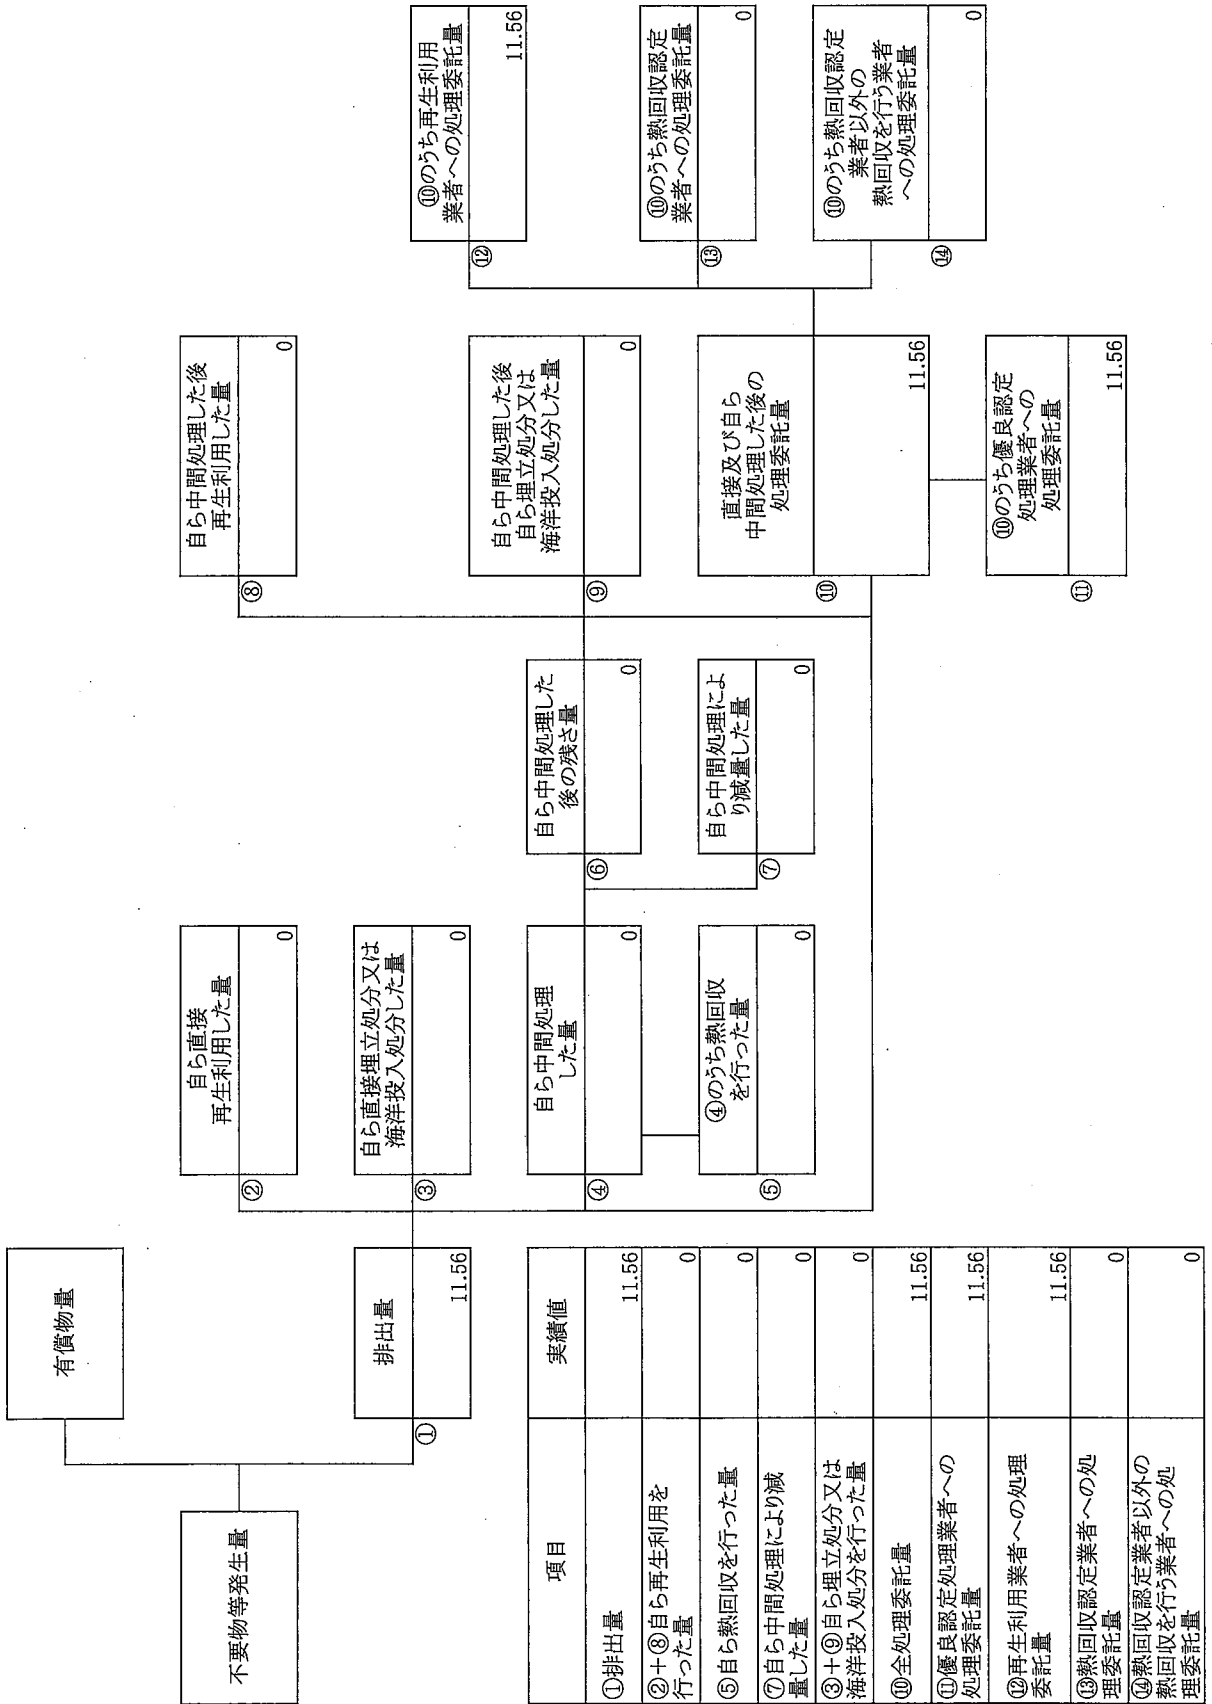 不要物等発生量
有償物量
排出量
①
11.56
自ら直接
再生利用した量
②
0
自ら直接埋立処分又は
海洋投入処分した量
③
0
自ら中間処理
した量
④
0
④のうち熱回収
を行った量
⑤
0
自ら中間処理した
後の残さ量
⑥
0
自ら中間処理によ
り減量した量
⑦
0
自ら中間処理した後
再生利用した量
⑧
0
自ら中間処理した後
自ら埋立処分又は
海洋投入処分した量
⑨
0
直接及び自ら
中間処理した後の
処理委託量
⑩
11.56
⑩のうち優良認定
処理業者への
処理委託量
⑪
11.56
⑩のうち再生利用
業者への処理委託量
⑫
11.56
⑩のうち熱回収認定
業者への処理委託量
⑬
0
⑩のうち熱回収認定
業者以外の
熱回収を行う業者
への処理委託量
⑭
0
項目 実績値
①排出量 11.56
②+⑧自ら再生利用を
行った量 0
⑤自ら熱回収を行った量 0
⑦自ら中間処理により減
量した量 0
③+⑨自ら埋立処分又は
海洋投入処分を行った量 0
⑩全処理委託量 11.56
⑪優良認定処理業者への
処理委託量 11.56
⑫再生利用業者への処理
委託量 11.56
⑬熱回収認定業者への処
理委託量 0
⑭熱回収認定業者以外の
熱回収を行う業者への処
理委託量 0